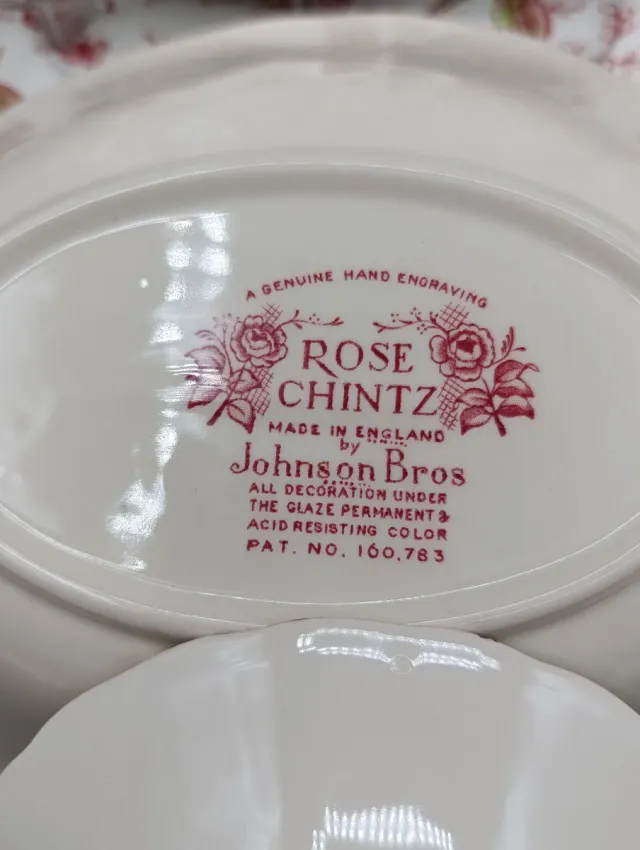 A GENUINE HAND ENGRAVING
ROSE
CHINTZ
MADE IN ENGLAND
by
Johnson Bros
ALL DECORATION UNDER
THE GLAZE PERMANENT &
ACID RESISTING COLOR
PAT. NO. 160,783